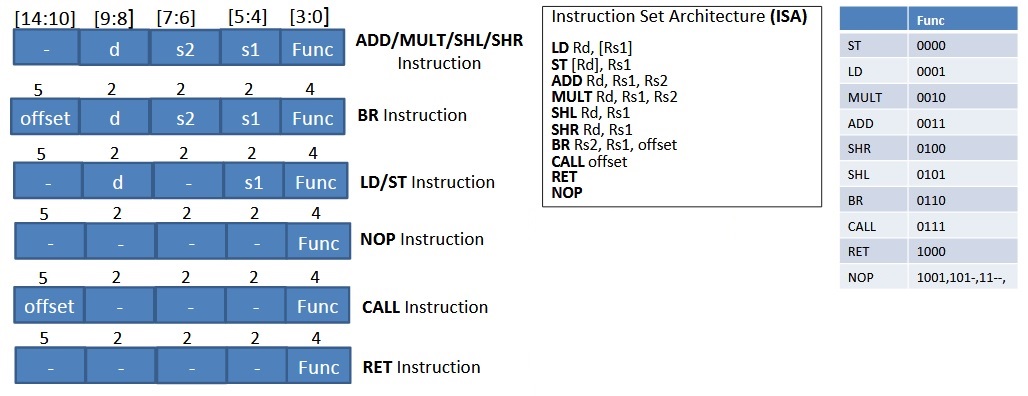 [14:10] [9:8] [7:6] [5:4] [3:0]
- d s2 s1 Func
ADD/MULT/SHL/SHR
Instruction
5 2 2 2 4
offset d s2 s1 Func
BR Instruction
5 2 2 2 4
- d - s1 Func
LD/ST Instruction
5 2 2 2 4
- - - - Func
NOP Instruction
5 2 2 2 4
offset - - - Func
CALL Instruction
5 2 2 2 4
- - - - Func
RET Instruction
Instruction Set Architecture (ISA)
LD Rd, [Rs1]
ST [Rd], Rs1
ADD Rd, Rs1, Rs2
MULT Rd, Rs1, Rs2
SHL Rd, Rs1
SHR Rd, Rs1
BR Rs2, Rs1, offset
CALL offset
RET
NOP
Func
ST 0000
LD 0001
MULT 0010
ADD 0011
SHR 0100
SHL 0101
BR 0110
CALL 0111
RET 1000
NOP 1001,101-,11--,